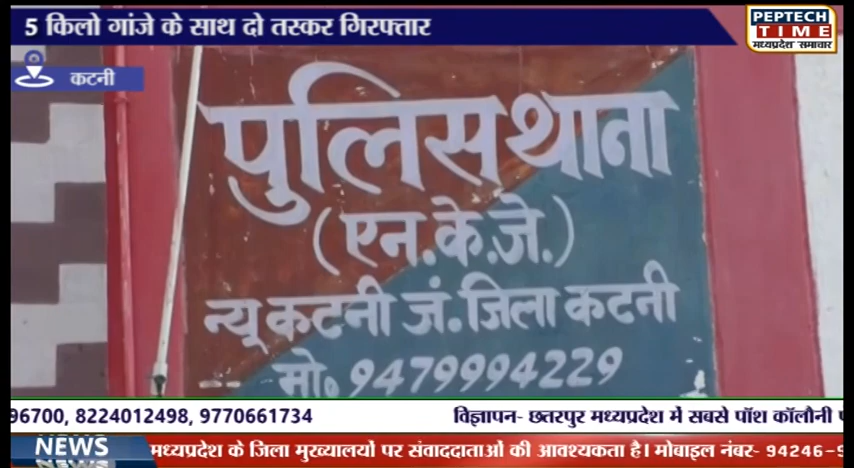 5 किलो गांजे के साथ दो तस्कर गिरफ्तार
PEPTECH
TIME
मध्यप्रदेश समाचार
कटनी
पुलिस थाना
(एन.के.जे.)
न्यू कटनी जं. जिला कटनी
मो. 9479994229
96700, 8224012498, 9770661734 विज्ञापन- छतरपुर मध्यप्रदेश में सबसे पॉश कॉलौनी
NEWS मध्यप्रदेश के जिला मुख्यालयों पर संवाददाताओं की आवश्यकता है। मोबाइल नंबर- 94246-9